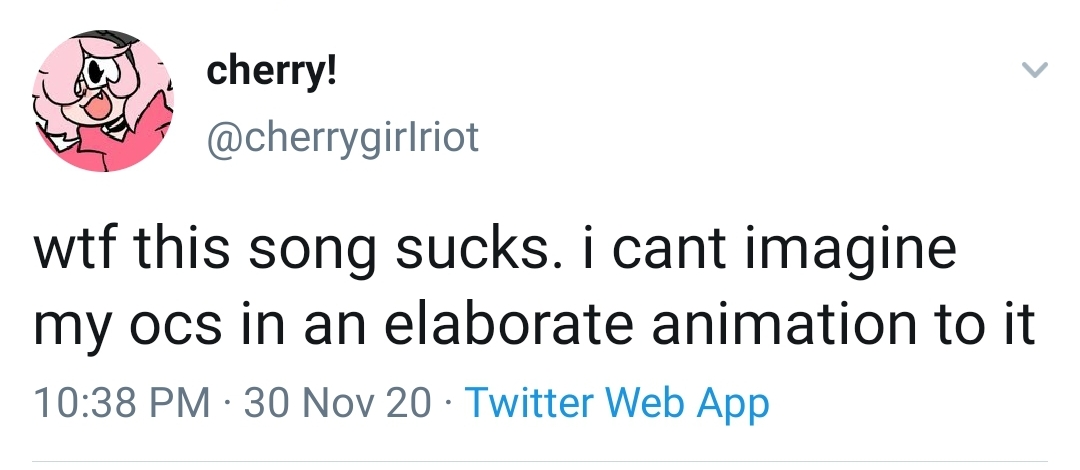 cherry!
@cherrygirlriot
wtf this song sucks. i cant imagine
my ocs in an elaborate animation to it
10:38 PM · 30 Nov 20 · Twitter Web App